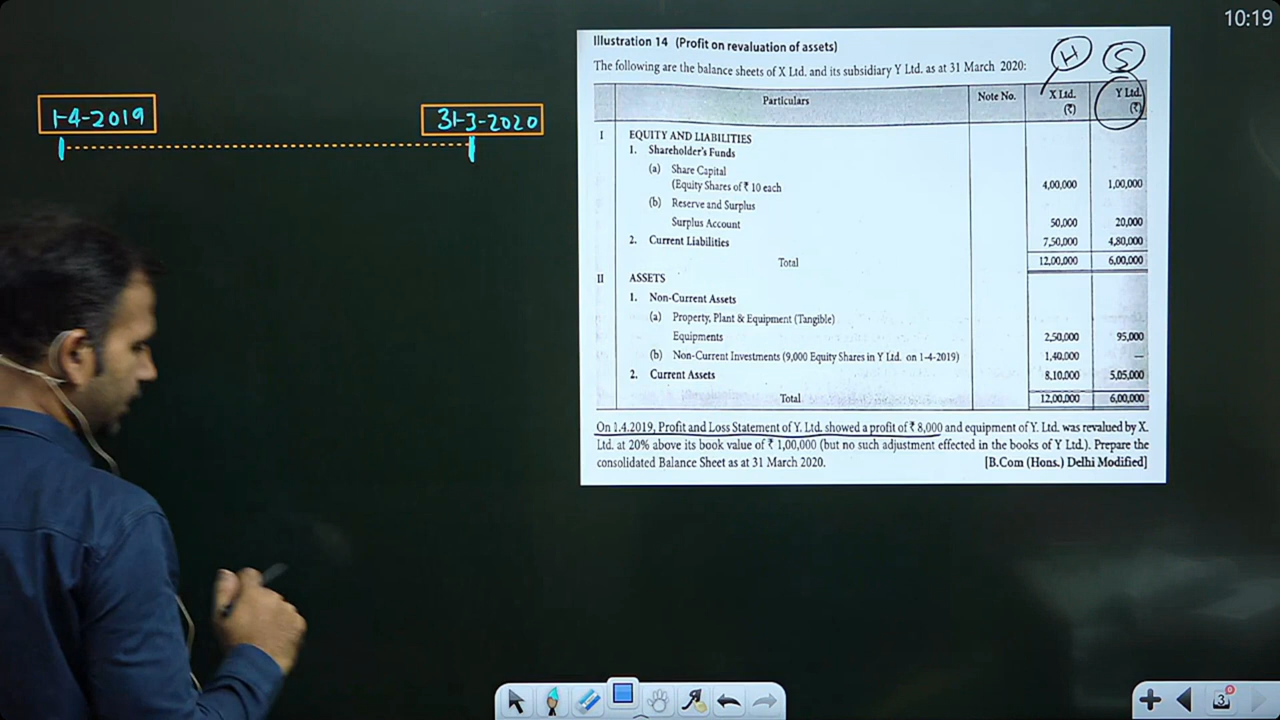 10:19
1-4-2019
31-3-2020
Illustration 14 (Profit on revaluation of assets)
The following are the balance sheets of X Ltd. and its subsidiary Y Ltd. as at 31 March 2020:
H S
Particulars Note No. X Ltd. (₹) Y Ltd. (₹)
I EQUITY AND LIABILITIES
1. Shareholder's Funds
(a) Share Capital
(Equity Shares of ₹ 10 each 4,00,000 1,00,000
(b) Reserve and Surplus
Surplus Account 50,000 20,000
2. Current Liabilities 7,50,000 4,80,000
Total 12,00,000 6,00,000
II ASSETS
1. Non-Current Assets
(a) Property, Plant & Equipment (Tangible)
Equipments 2,50,000 95,000
(b) Non-Current Investments (9,000 Equity Shares in Y Ltd. on 1-4-2019) 1,40,000 —
2. Current Assets 8,10,000 5,05,000
Total 12,00,000 6,00,000
On 1.4.2019, Profit and Loss Statement of Y. Ltd. showed a profit of ₹ 8,000 and equipment of Y. Ltd. was revalued by X.
Ltd. at 20% above its book value of ₹ 1,00,000 (but no such adjustment effected in the books of Y Ltd.). Prepare the
consolidated Balance Sheet as at 31 March 2020. [B.Com (Hons.) Delhi Modified]
3